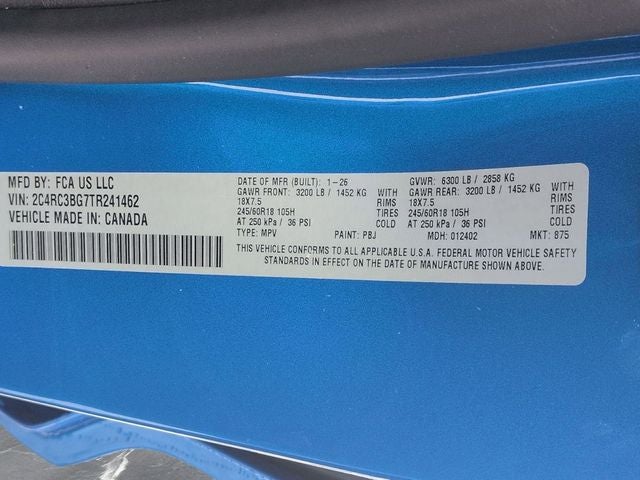 MFD BY: FCA US LLC
VIN: 2C4RC3BG7TR241462
VEHICLE MADE IN: CANADA
DATE OF MFR (BUILT): 1-26
GAWR FRONT: 3200 LB / 1452 KG WITH
18X7.5 RIMS
245/60R18 105H TIRES
AT 250 kPa / 36 PSI COLD
TYPE: MPV PAINT: PBJ
GVWR: 6300 LB / 2858 KG
GAWR REAR: 3200 LB / 1452 KG WITH
18X7.5 RIMS
245/60R18 105H TIRES
AT 250 kPa / 36 PSI COLD
MDH: 012402 MKT: 875
THIS VEHICLE CONFORMS TO ALL APPLICABLE U.S.A. FEDERAL MOTOR VEHICLE SAFETY
STANDARDS IN EFFECT ON THE DATE OF MANUFACTURE SHOWN ABOVE.